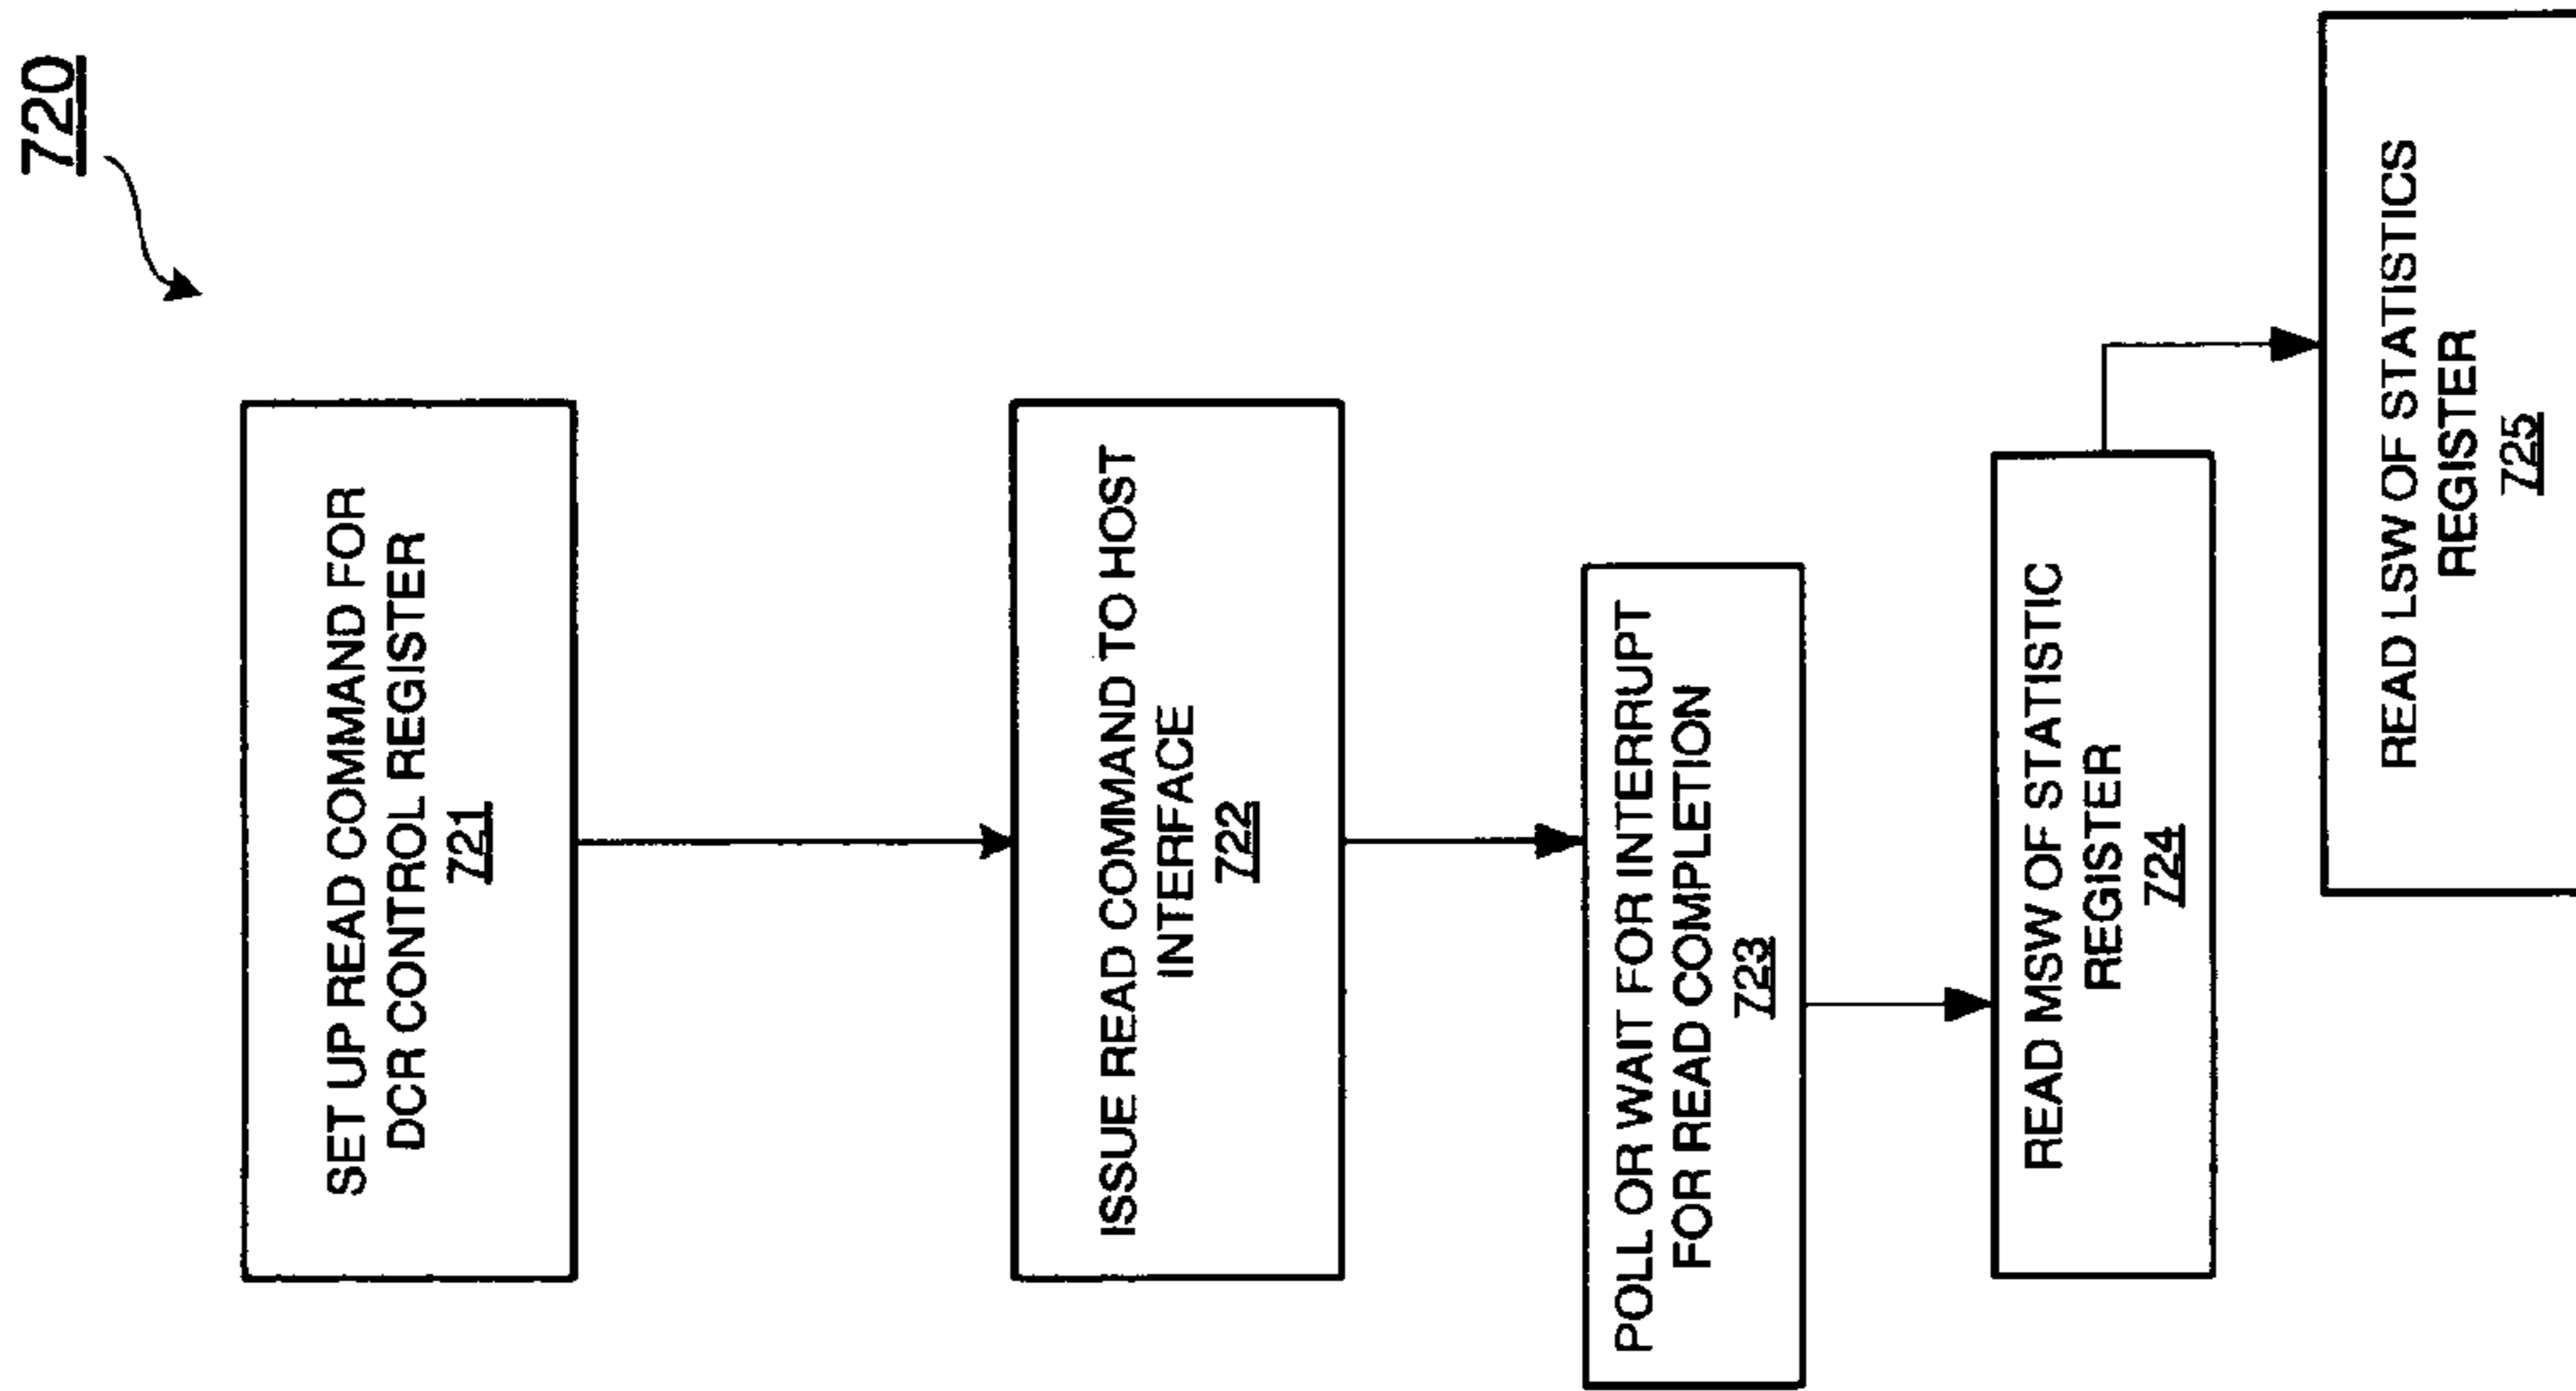 720
SET UP READ COMMAND FOR
DCR CONTROL REGISTER
721
ISSUE READ COMMAND TO HOST
INTERFACE
722
POLL OR WAIT FOR INTERRUPT
FOR READ COMPLETION
723
READ MSW OF STATISTIC
REGISTER
724
READ LSW OF STATISTICS
REGISTER
725